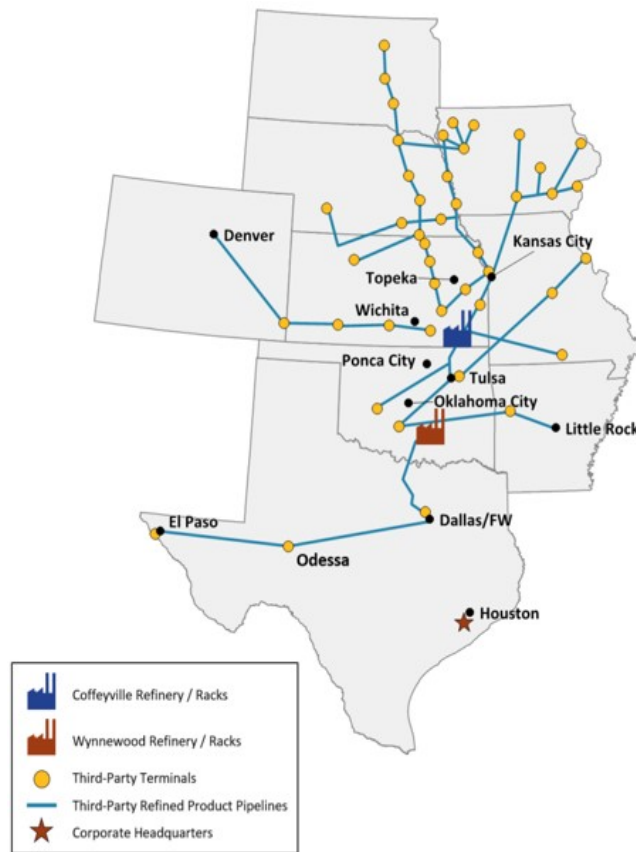 Denver
Kansas City
Topeka
Wichita
Ponca City
Tulsa
Oklahoma City
Little Rock
El Paso
Dallas/FW
Odessa
Houston
Coffeyville Refinery / Racks
Wynnewood Refinery / Racks
Third-Party Terminals
Third-Party Refined Product Pipelines
Corporate Headquarters